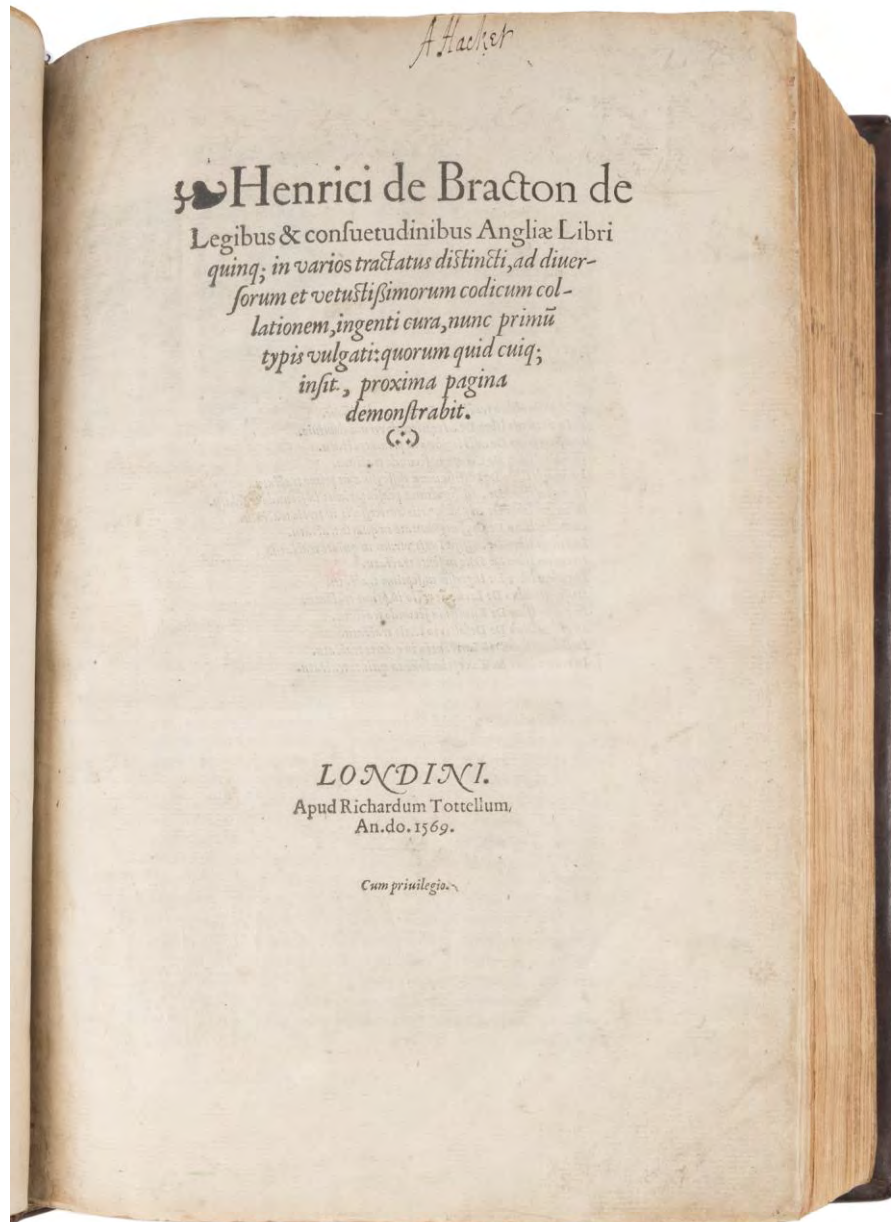 A Hacket
Henrici de Bracton de
Legibus & conſuetudinibus Angliæ Libri
quinq; in varios tractatus diſtincti, ad diuer-
ſorum et vetuſtiſsimorum codicum col-
lationem, ingenti cura, nunc primū
typis vulgati: quorum quid cuiq;
inſit., proxima pagina
demonſtrabit.
LONDINI.
Apud Richardum Tottellum,
An.do.1569.
Cum priuilegio.